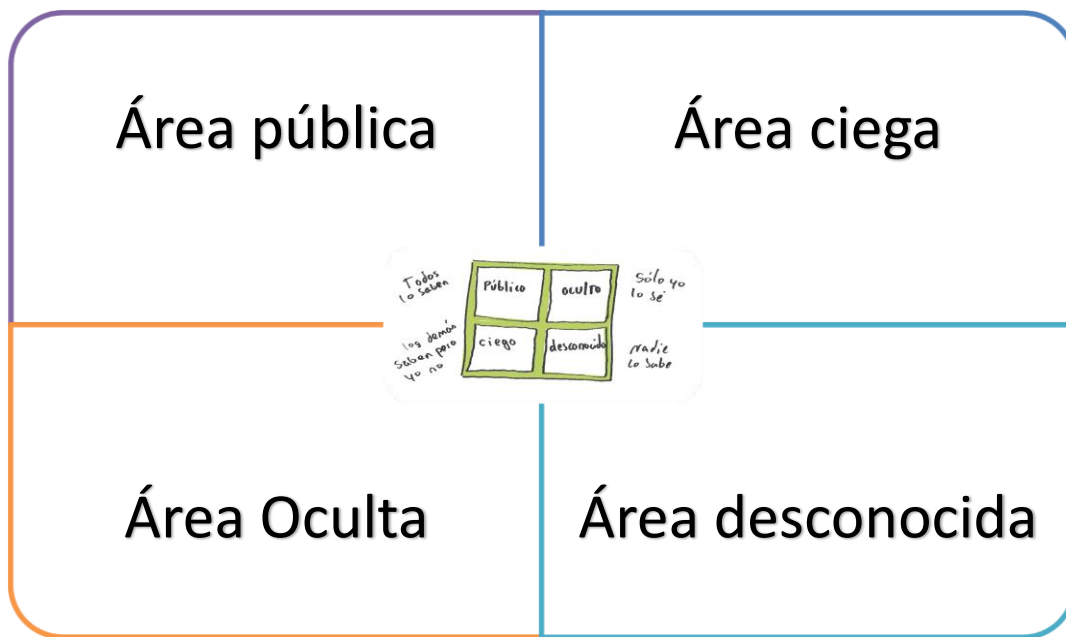 Área pública
Área ciega
Todos
lo saben
Público
oculto
Sólo yo
lo sé
los demás
saben pero
yo no
ciego
desconocido
Nadie
lo sabe
Área Oculta
Área desconocida